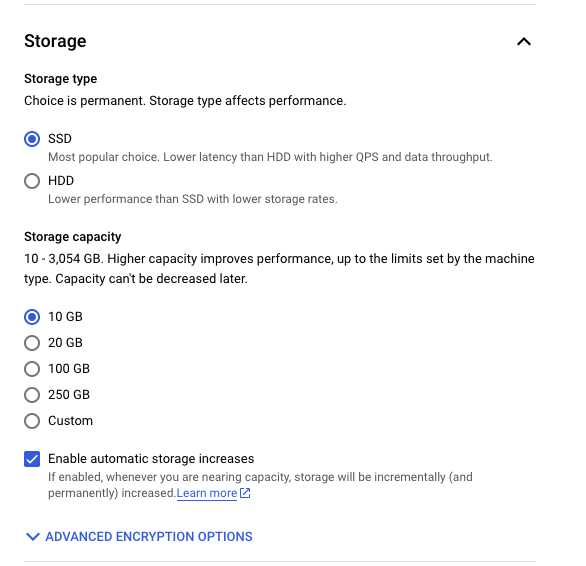 Storage
Storage type
Choice is permanent. Storage type affects performance.
SSD
Most popular choice. Lower latency than HDD with higher QPS and data throughput.
HDD
Lower performance than SSD with lower storage rates.
Storage capacity
10 - 3,054 GB. Higher capacity improves performance, up to the limits set by the machine
type. Capacity can't be decreased later.
10 GB
20 GB
100 GB
250 GB
Custom
Enable automatic storage increases
If enabled, whenever you are nearing capacity, storage will be incrementally (and
permanently) increased.Learn more
ADVANCED ENCRYPTION OPTIONS